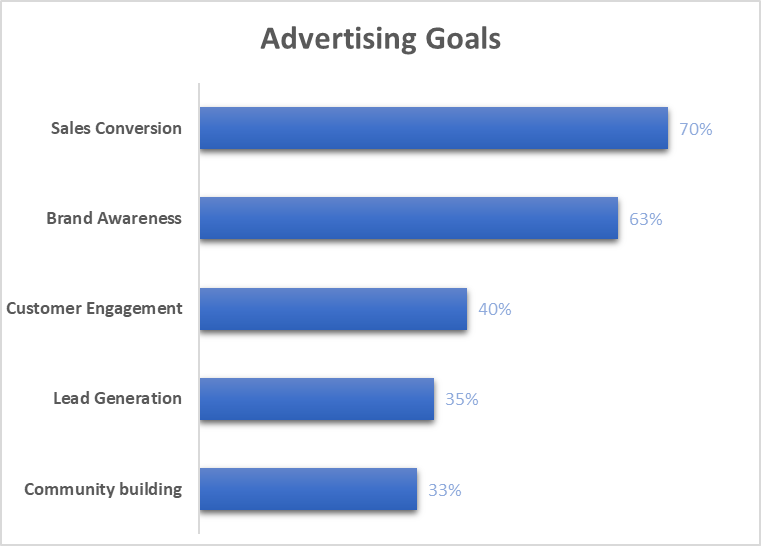 Advertising Goals
Sales Conversion 70%
Brand Awareness 63%
Customer Engagement 40%
Lead Generation 35%
Community building 33%